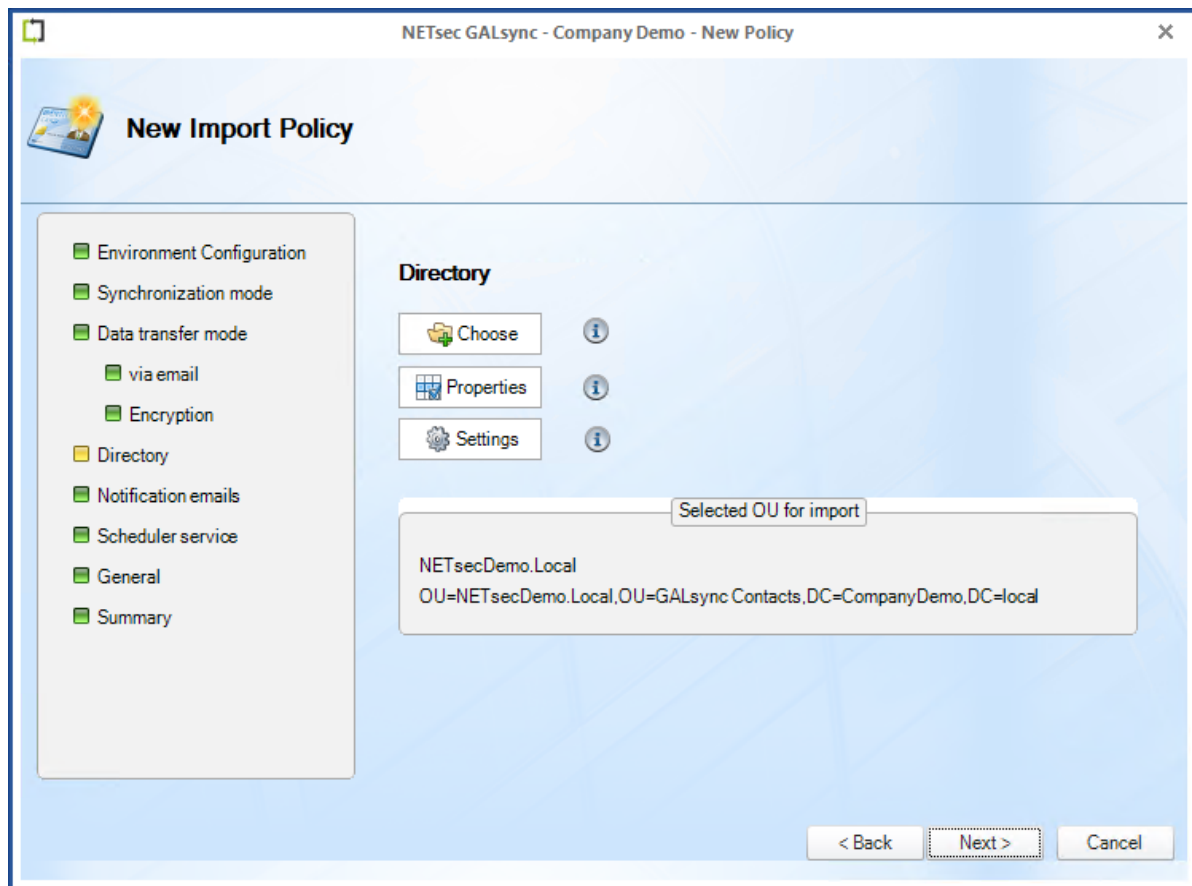 NETsec GALsync - Company Demo - New Policy
New Import Policy
Environment Configuration
Synchronization mode
Data transfer mode
via email
Encryption
Directory
Notification emails
Scheduler service
General
Summary
Directory
Choose
Properties
Settings
Selected OU for import
NETsecDemo.Local
OU=NETsecDemo.Local,OU=GALsync Contacts,DC=CompanyDemo,DC=local
< Back
Next >
Cancel